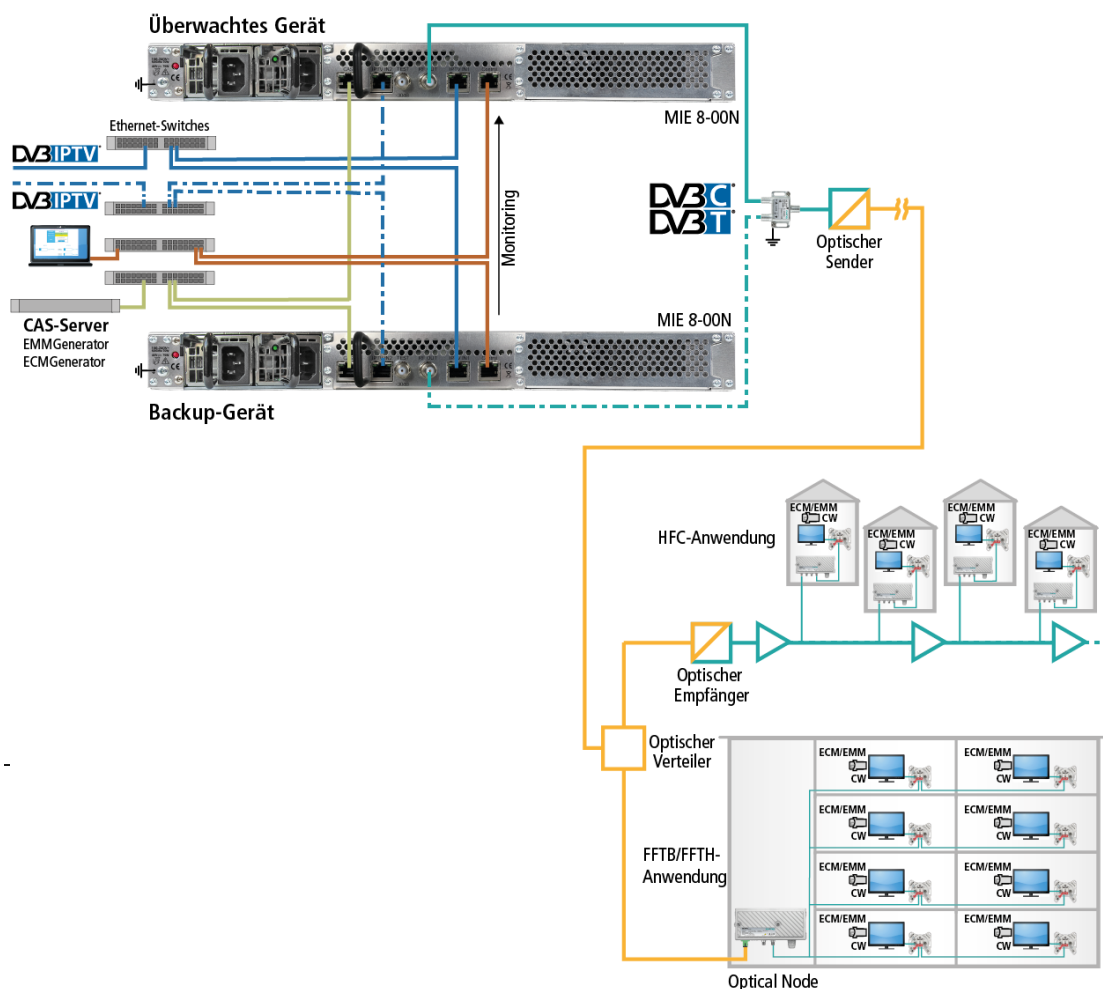 Überwachtes Gerät
MIE 8-00N
Ethernet-Switches
DVB IPTV
DVB IPTV
Monitoring
DVB C
DVB T
Optischer
Sender
CAS-Server
EMMGenerator
ECMGenerator
MIE 8-00N
Backup-Gerät
HFC-Anwendung
ECM/EMM
CW
ECM/EMM
CW
ECM/EMM
CW
ECM/EMM
CW
Optischer
Empfänger
Optischer
Verteiler
FFTB/FFTH-
Anwendung
ECM/EMM
CW
ECM/EMM
CW
ECM/EMM
CW
ECM/EMM
CW
ECM/EMM
CW
ECM/EMM
CW
ECM/EMM
CW
ECM/EMM
CW
Optical Node